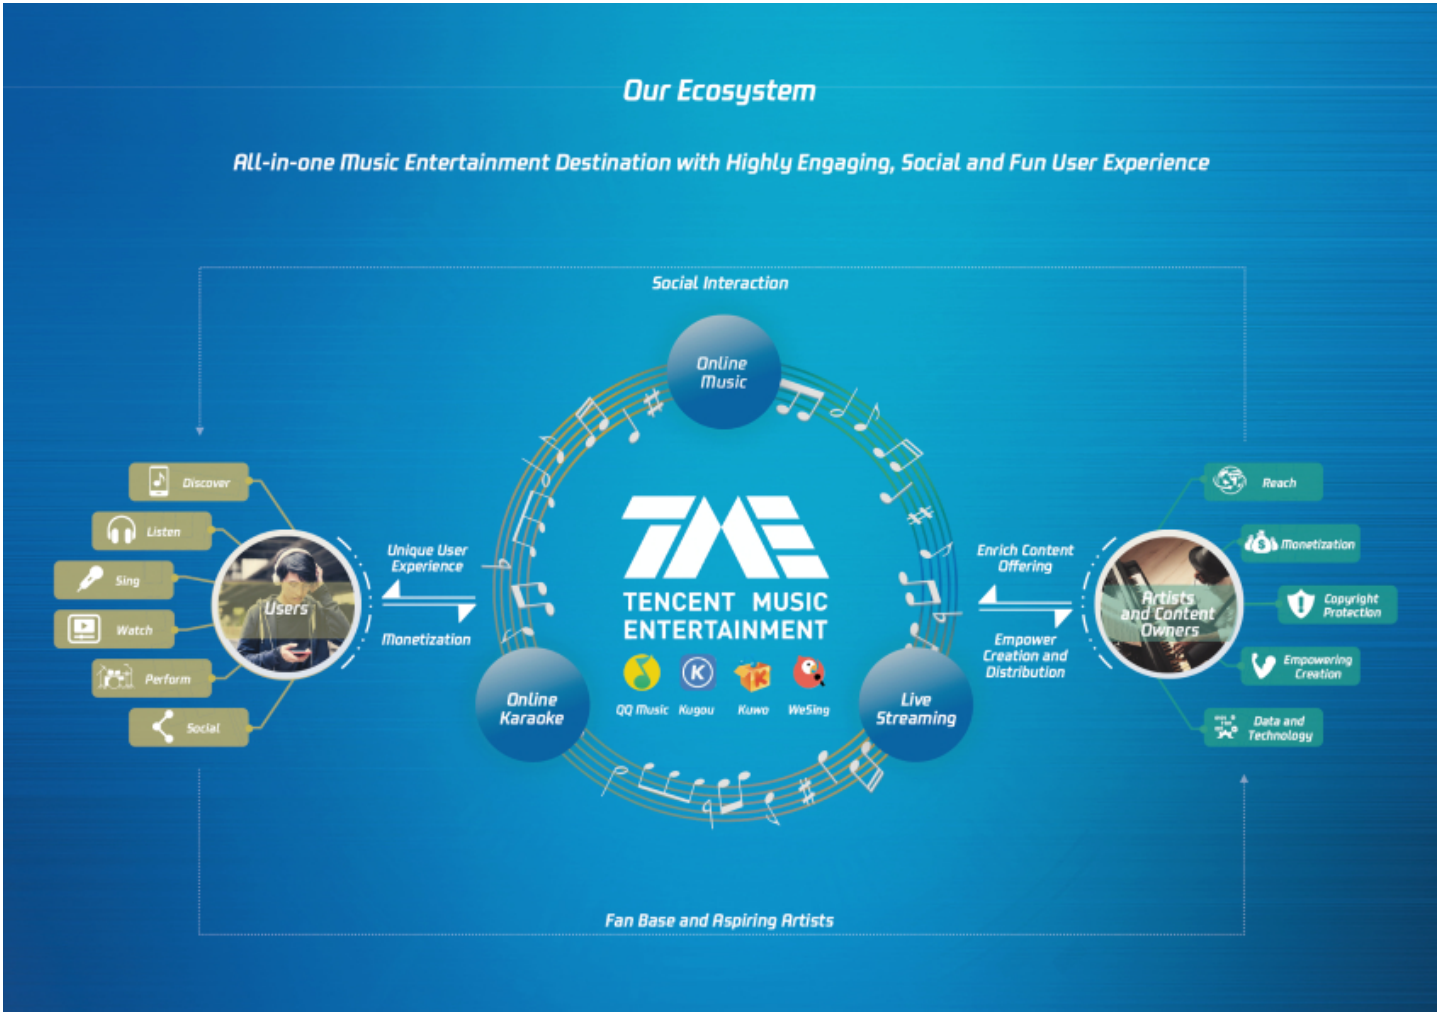 Our Ecosystem
All-in-one Music Entertainment Destination with Highly Engaging, Social and Fun User Experience
Social Interaction
Online
Music
Discover
Listen
Sing
Watch
Perform
Social
Users
Unique User
Experience
Monetization
TME
TENCENT MUSIC
ENTERTAINMENT
QQ Music
Kugou
Kuwo
WeSing
Online
Karaoke
Live
Streaming
Enrich Content
Offering
Empower
Creation and
Distribution
Artists
and Content
Owners
Reach
Monetization
Copyright
Protection
Empowering
Creation
Data and
Technology
Fan Base and Aspiring Artists